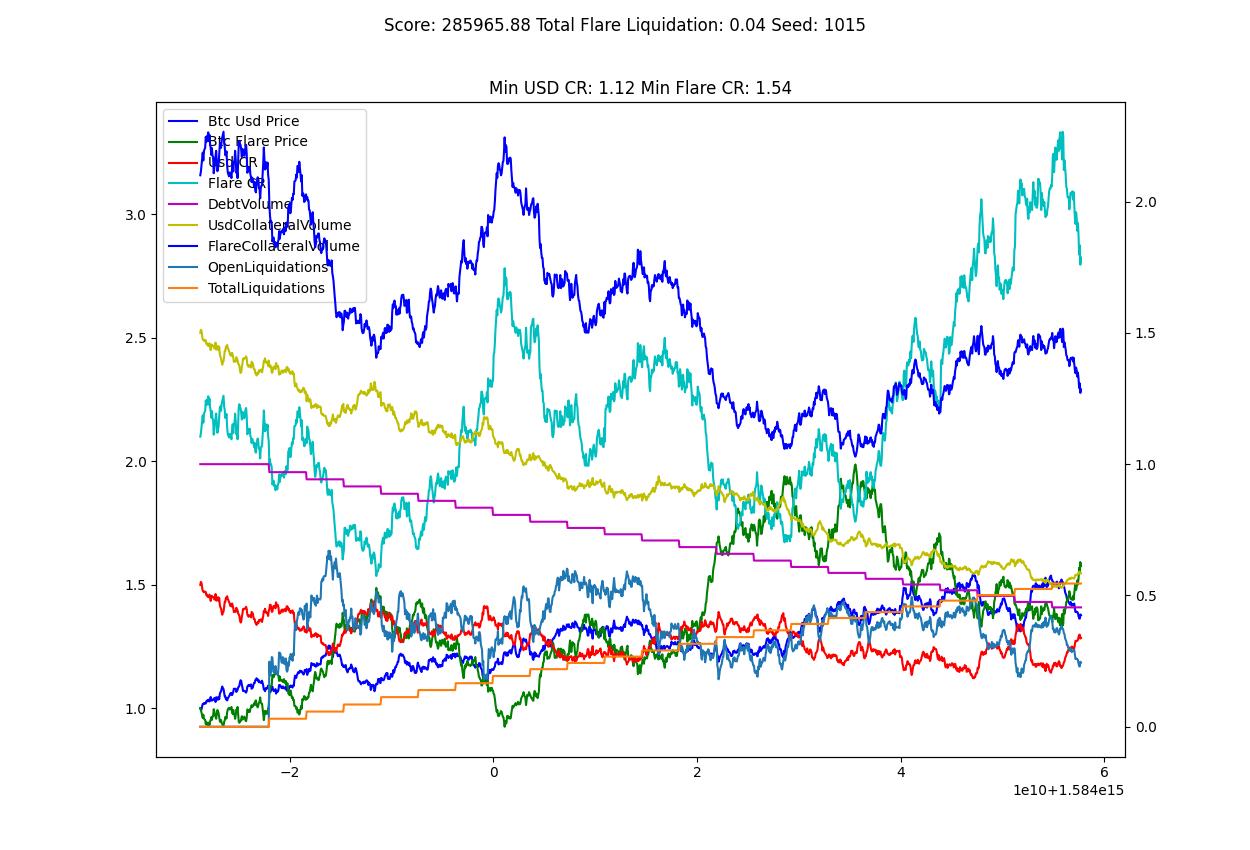 Score: 285965.88 Total Flare Liquidation: 0.04 Seed: 1015
Min USD CR: 1.12 Min Flare CR: 1.54
Btc Usd Price
Btc Flare Price
Usd CR
Flare CR
DebtVolume
UsdCollateralVolume
FlareCollateralVolume
OpenLiquidations
TotalLiquidations
3.0
2.5
2.0
1.5
1.0
2.0
1.5
1.0
0.5
0.0
−2
0
2
4
6
1e10+1.584e15